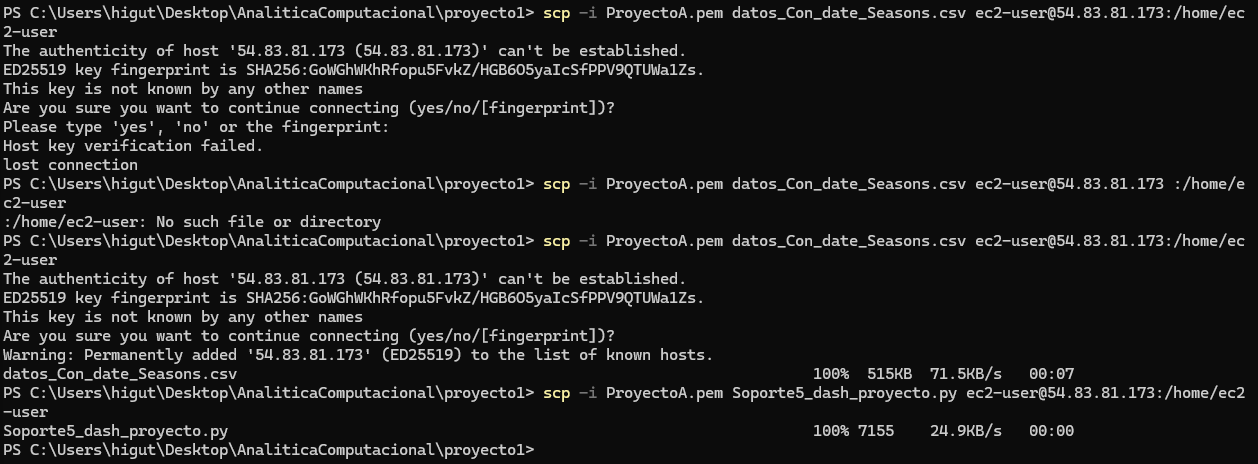 PS C:\Users\higut\Desktop\AnaliticaComputacional\proyecto1> scp -i ProyectoA.pem datos_Con_date_Seasons.csv ec2-user@54.83.81.173:/home/ec
2-user
The authenticity of host '54.83.81.173 (54.83.81.173)' can't be established.
ED25519 key fingerprint is SHA256:GoWGhWKhRfopu5FvkZ/HGB6O5yaIcSfPPV9QTUWa1Zs.
This key is not known by any other names
Are you sure you want to continue connecting (yes/no/[fingerprint])?
Please type 'yes', 'no' or the fingerprint:
Host key verification failed.
lost connection
PS C:\Users\higut\Desktop\AnaliticaComputacional\proyecto1> scp -i ProyectoA.pem datos_Con_date_Seasons.csv ec2-user@54.83.81.173 :/home/e
c2-user
:/home/ec2-user: No such file or directory
PS C:\Users\higut\Desktop\AnaliticaComputacional\proyecto1> scp -i ProyectoA.pem datos_Con_date_Seasons.csv ec2-user@54.83.81.173:/home/ec
2-user
The authenticity of host '54.83.81.173 (54.83.81.173)' can't be established.
ED25519 key fingerprint is SHA256:GoWGhWKhRfopu5FvkZ/HGB6O5yaIcSfPPV9QTUWa1Zs.
This key is not known by any other names
Are you sure you want to continue connecting (yes/no/[fingerprint])?
Warning: Permanently added '54.83.81.173' (ED25519) to the list of known hosts.
datos_Con_date_Seasons.csv 100% 515KB 71.5KB/s 00:07
PS C:\Users\higut\Desktop\AnaliticaComputacional\proyecto1> scp -i ProyectoA.pem Soporte5_dash_proyecto.py ec2-user@54.83.81.173:/home/ec2
-user
Soporte5_dash_proyecto.py 100% 7155 24.9KB/s 00:00
PS C:\Users\higut\Desktop\AnaliticaComputacional\proyecto1>